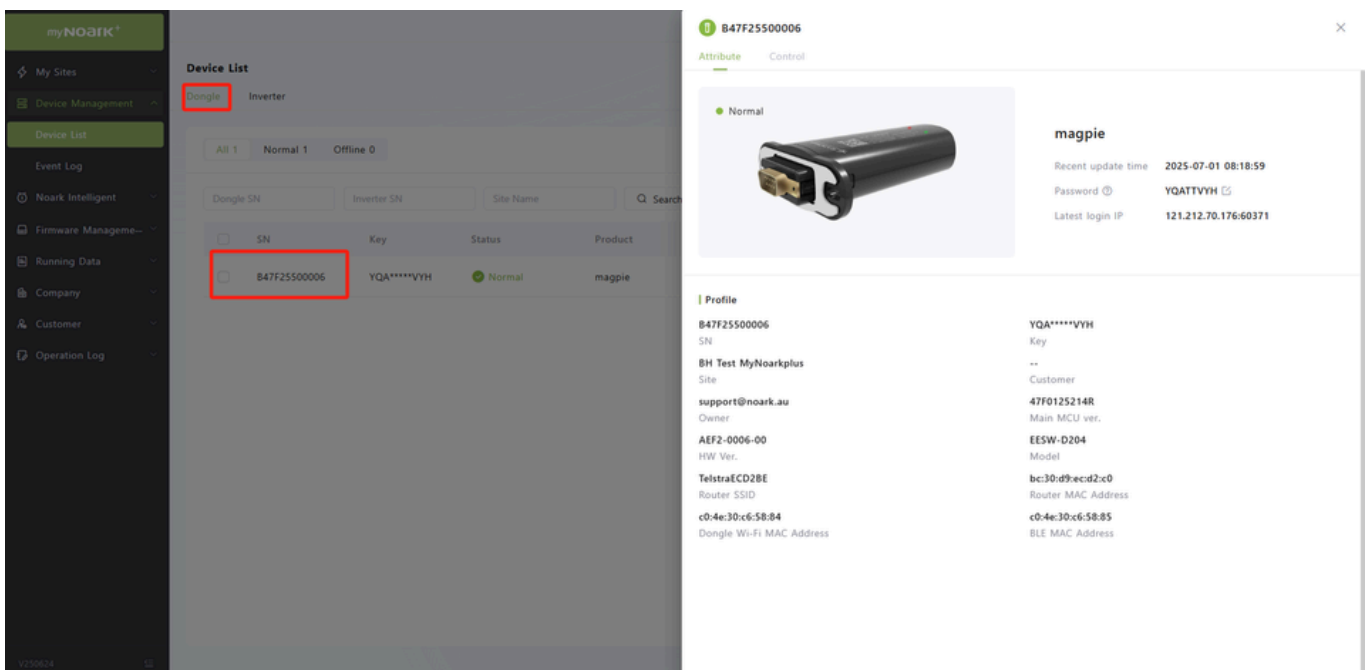 myNOARK+
My Sites
Device Management
Device List
Event Log
Noark Intelligent
Firmware Manageme--
Running Data
Company
Customer
Operation Log
V250624
Device List
Dongle Inverter
All 1 Normal 1 Offline 0
Dongle SN Inverter SN Site Name Search
SN Key Status Product
B47F25500006 YQA*****VYH Normal magpie
B47F25500006
Attribute Control
Normal
magpie
Recent update time 2025-07-01 08:18:59
Password YQATTVYH
Latest login IP 121.212.70.176:60371
Profile
B47F25500006 YQA*****VYH
SN Key
BH Test MyNoarkplus --
Site Customer
support@noark.au 47F0125214R
Owner Main MCU ver.
AEF2-0006-00 EESW-D204
HW Ver. Model
TelstraECD2BE bc:30:d9:ec:d2:c0
Router SSID Router MAC Address
c0:4e:30:c6:58:84 c0:4e:30:c6:58:85
Dongle Wi-Fi MAC Address BLE MAC Address